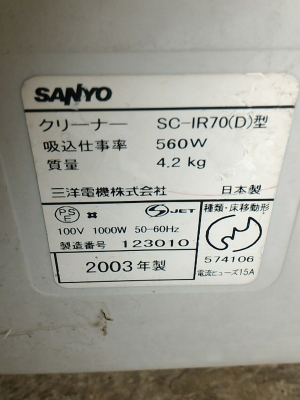 SANYO
クリーナー SC-IR70(D)型
吸込仕事率 560W
質量 4.2 kg
三洋電機株式会社 日本製
PS E JET 種類・床移動形
100V 1000W 50-60Hz
製造番号 123010 574106
2003年製 電流ヒューズ15A